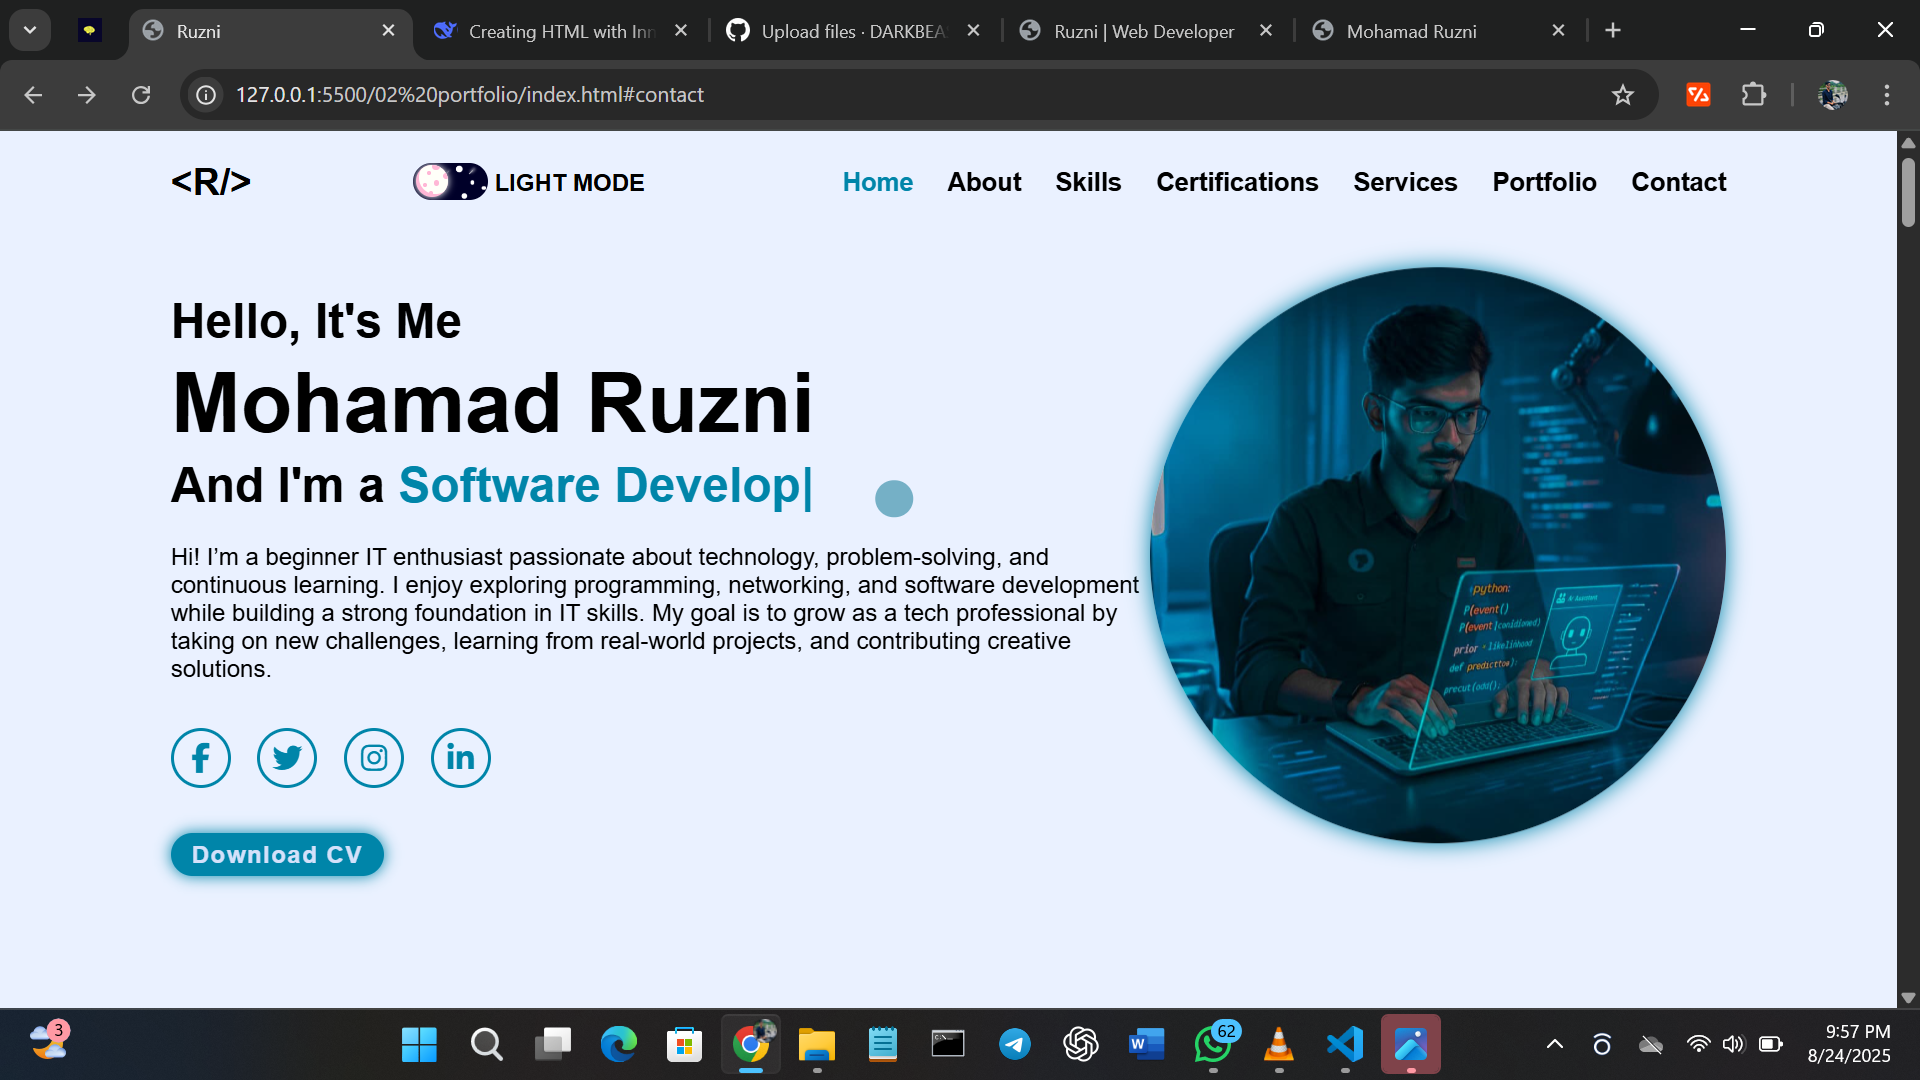 Ruzni
Creating HTML with Inn
Upload files · DARKBEA
Ruzni | Web Developer
Mohamad Ruzni
127.0.0.1:5500/02%20portfolio/index.html#contact
<R/>
LIGHT MODE
Home
About
Skills
Certifications
Services
Portfolio
Contact
Hello, It's Me
Mohamad Ruzni
And I'm a Software Develop|
Hi! I’m a beginner IT enthusiast passionate about technology, problem-solving, and
continuous learning. I enjoy exploring programming, networking, and software development
while building a strong foundation in IT skills. My goal is to grow as a tech professional by
taking on new challenges, learning from real-world projects, and contributing creative
solutions.
python:
P(event()
P(event|conidioned)
prior
Download CV
3
62
9:57 PM
8/24/2025